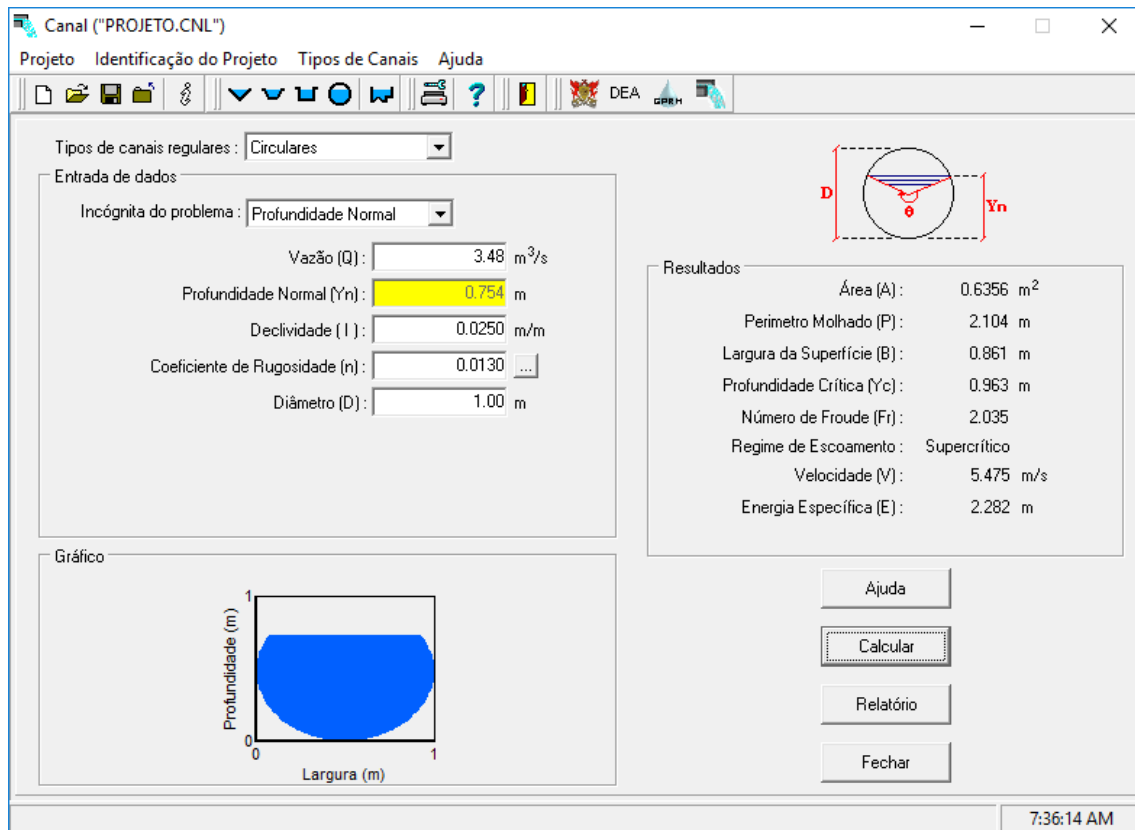 Canal ("PROJETO.CNL")
Projeto Identificação do Projeto Tipos de Canais Ajuda
DEA GPRH
Tipos de canais regulares : Circulares
Entrada de dados
Incógnita do problema : Profundidade Normal
Vazão (Q) : 3.48 m³/s
Profundidade Normal (Yn) : 0.754 m
Declividade ( I ) : 0.0250 m/m
Coeficiente de Rugosidade (n) : 0.0130 ...
Diâmetro (D) : 1.00 m
D θ Yn
Resultados
Área (A) : 0.6356 m²
Perimetro Molhado (P) : 2.104 m
Largura da Superfície (B) : 0.861 m
Profundidade Crítica (Yc) : 0.963 m
Número de Froude (Fr) : 2.035
Regime de Escoamento : Supercrítico
Velocidade (V) : 5.475 m/s
Energia Específica (E) : 2.282 m
Gráfico
1
Profundidade (m)
0
0 1
Largura (m)
Ajuda
Calcular
Relatório
Fechar
7:36:14 AM